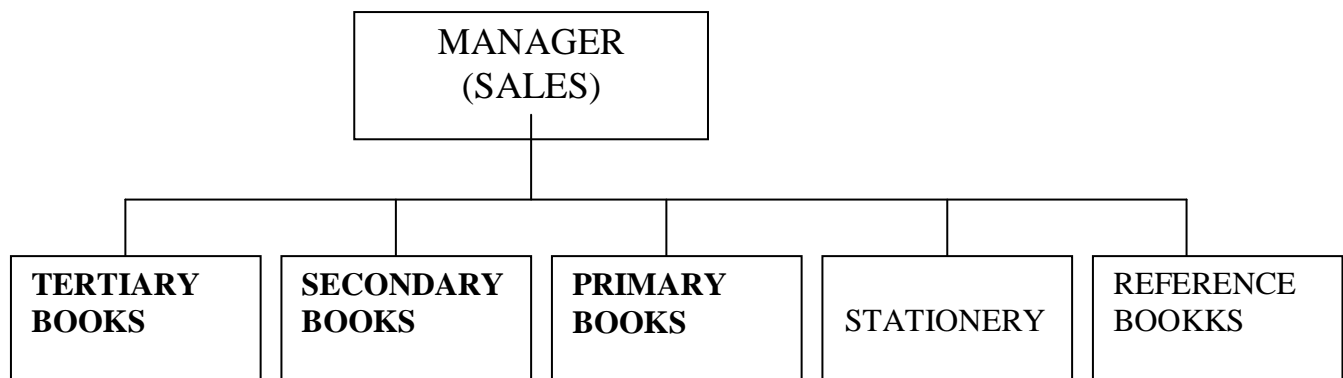 MANAGER
(SALES)
TERTIARY
BOOKS
SECONDARY
BOOKS
PRIMARY
BOOKS
STATIONERY
REFERENCE
BOOKKS